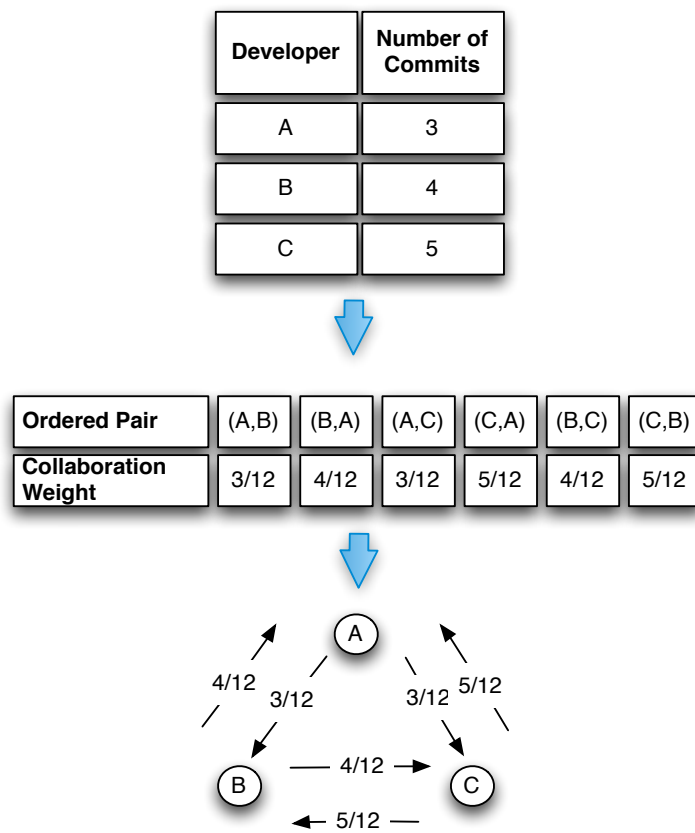 Developer Number of Commits
A 3
B 4
C 5
Ordered Pair (A,B) (B,A) (A,C) (C,A) (B,C) (C,B)
Collaboration Weight 3/12 4/12 3/12 5/12 4/12 5/12
A
4/12 3/12 3/12 5/12
B 4/12 C
5/12